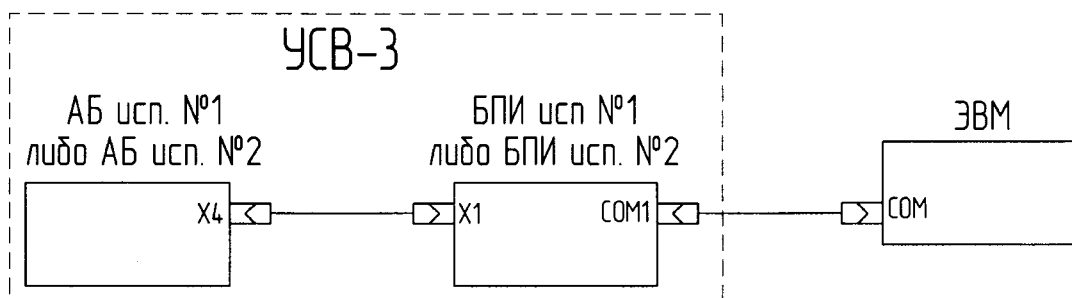 УСВ-3
АБ исп. №1
либо АБ исп. №2
БПИ исп №1
либо БПИ исп. №2
ЭВМ
X4
X1
COM1
COM